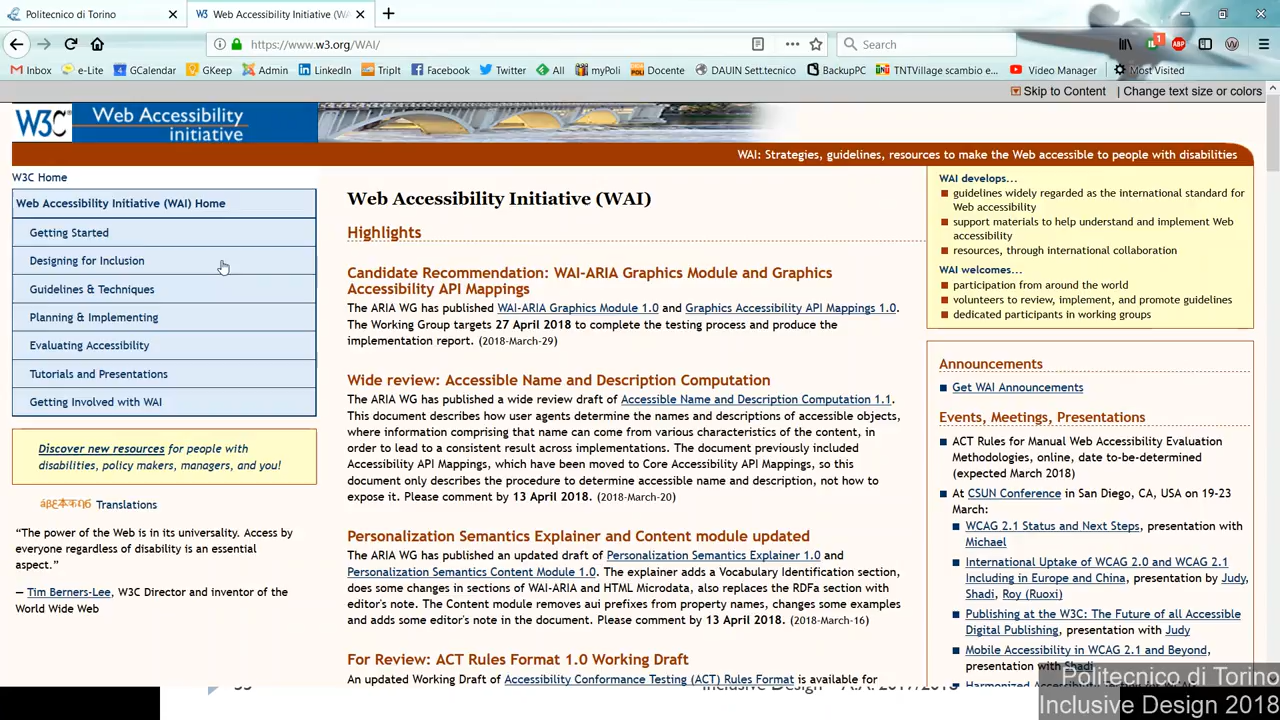 Politecnico di Torino
W3 Web Accessibility Initiative (WA
https://www.w3.org/WAI/
Search
1
ABP
Inbox
e-Lite
GCalendar
GKeep
Admin
LinkedIn
TripIt
Facebook
Twitter
All
myPoli
Docente
DAUIN Sett.tecnico
BackupPC
TNTVillage scambio e...
Video Manager
Most Visited
Skip to Content | Change text size or colors
W3C
Web Accessibility
initiative
WAI: Strategies, guidelines, resources to make the Web accessible to people with disabilities
W3C Home
Web Accessibility Initiative (WAI) Home
Getting Started
Designing for Inclusion
Guidelines & Techniques
Planning & Implementing
Evaluating Accessibility
Tutorials and Presentations
Getting Involved with WAI
Discover new resources for people with
disabilities, policy makers, managers, and you!
Translations
“The power of the Web is in its universality. Access by
everyone regardless of disability is an essential
aspect.”
— Tim Berners-Lee, W3C Director and inventor of the
World Wide Web
Web Accessibility Initiative (WAI)
Highlights
Candidate Recommendation: WAI-ARIA Graphics Module and Graphics
Accessibility API Mappings
The ARIA WG has published WAI-ARIA Graphics Module 1.0 and Graphics Accessibility API Mappings 1.0.
The Working Group targets 27 April 2018 to complete the testing process and produce the
implementation report. (2018-March-29)
Wide review: Accessible Name and Description Computation
The ARIA WG has published a wide review draft of Accessible Name and Description Computation 1.1.
This document describes how user agents determine the names and descriptions of accessible objects,
where information comprising that name can come from various characteristics of the content, in
order to lead to a consistent result across implementations. The document previously included
Accessibility API Mappings, which have been moved to Core Accessibility API Mappings, so this
document only describes the procedure to determine accessible name and description, not how to
expose it. Please comment by 13 April 2018. (2018-March-20)
Personalization Semantics Explainer and Content module updated
The ARIA WG has published an updated draft of Personalization Semantics Explainer 1.0 and
Personalization Semantics Content Module 1.0. The explainer adds a Vocabulary Identification section,
does some changes in sections of WAI-ARIA and HTML Microdata, also replaces the RDFa section with
editor's note. The Content module removes aui prefixes from property names, changes some examples
and adds some editor's note in the document. Please comment by 13 April 2018. (2018-March-16)
For Review: ACT Rules Format 1.0 Working Draft
An updated Working Draft of Accessibility Conformance Testing (ACT) Rules Format is available for
WAI develops...
guidelines widely regarded as the international standard for
Web accessibility
support materials to help understand and implement Web
accessibility
resources, through international collaboration
WAI welcomes...
participation from around the world
volunteers to review, implement, and promote guidelines
dedicated participants in working groups
Announcements
Get WAI Announcements
Events, Meetings, Presentations
ACT Rules for Manual Web Accessibility Evaluation
Methodologies, online, date to-be-determined
(expected March 2018)
At CSUN Conference in San Diego, CA, USA on 19-23
March:
WCAG 2.1 Status and Next Steps, presentation with
Michael
International Uptake of WCAG 2.0 and WCAG 2.1
Including in Europe and China, presentation by Judy,
Shadi, Roy (Ruoxi)
Publishing at the W3C: The Future of all Accessible
Digital Publishing, presentation with Judy
Mobile Accessibility in WCAG 2.1 and Beyond,
presentation with Shadi
Politecnico di Torino
Inclusive Design 2018